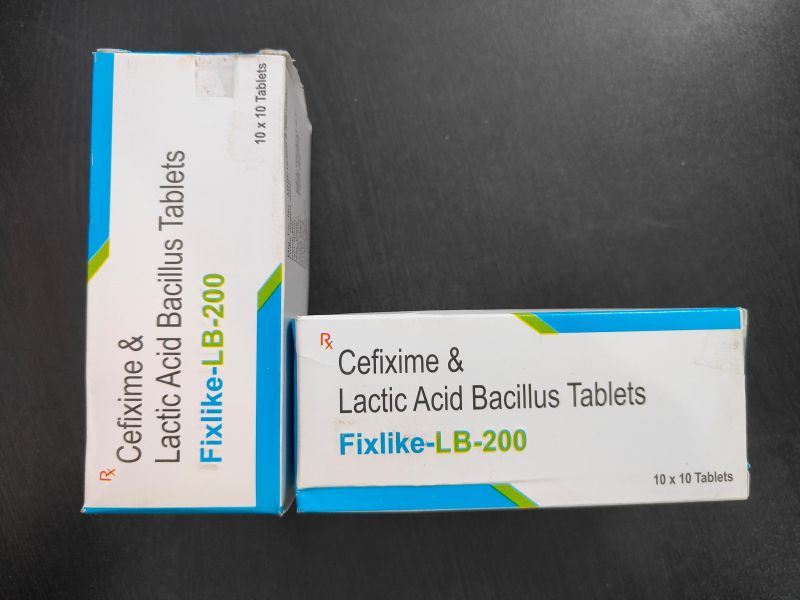 Rx
Cefixime &
Lactic Acid Bacillus Tablets
Fixlike-LB-200
10 x 10 Tablets
Rx
Cefixime &
Lactic Acid Bacillus Tablets
Fixlike-LB-200
10 x 10 Tablets